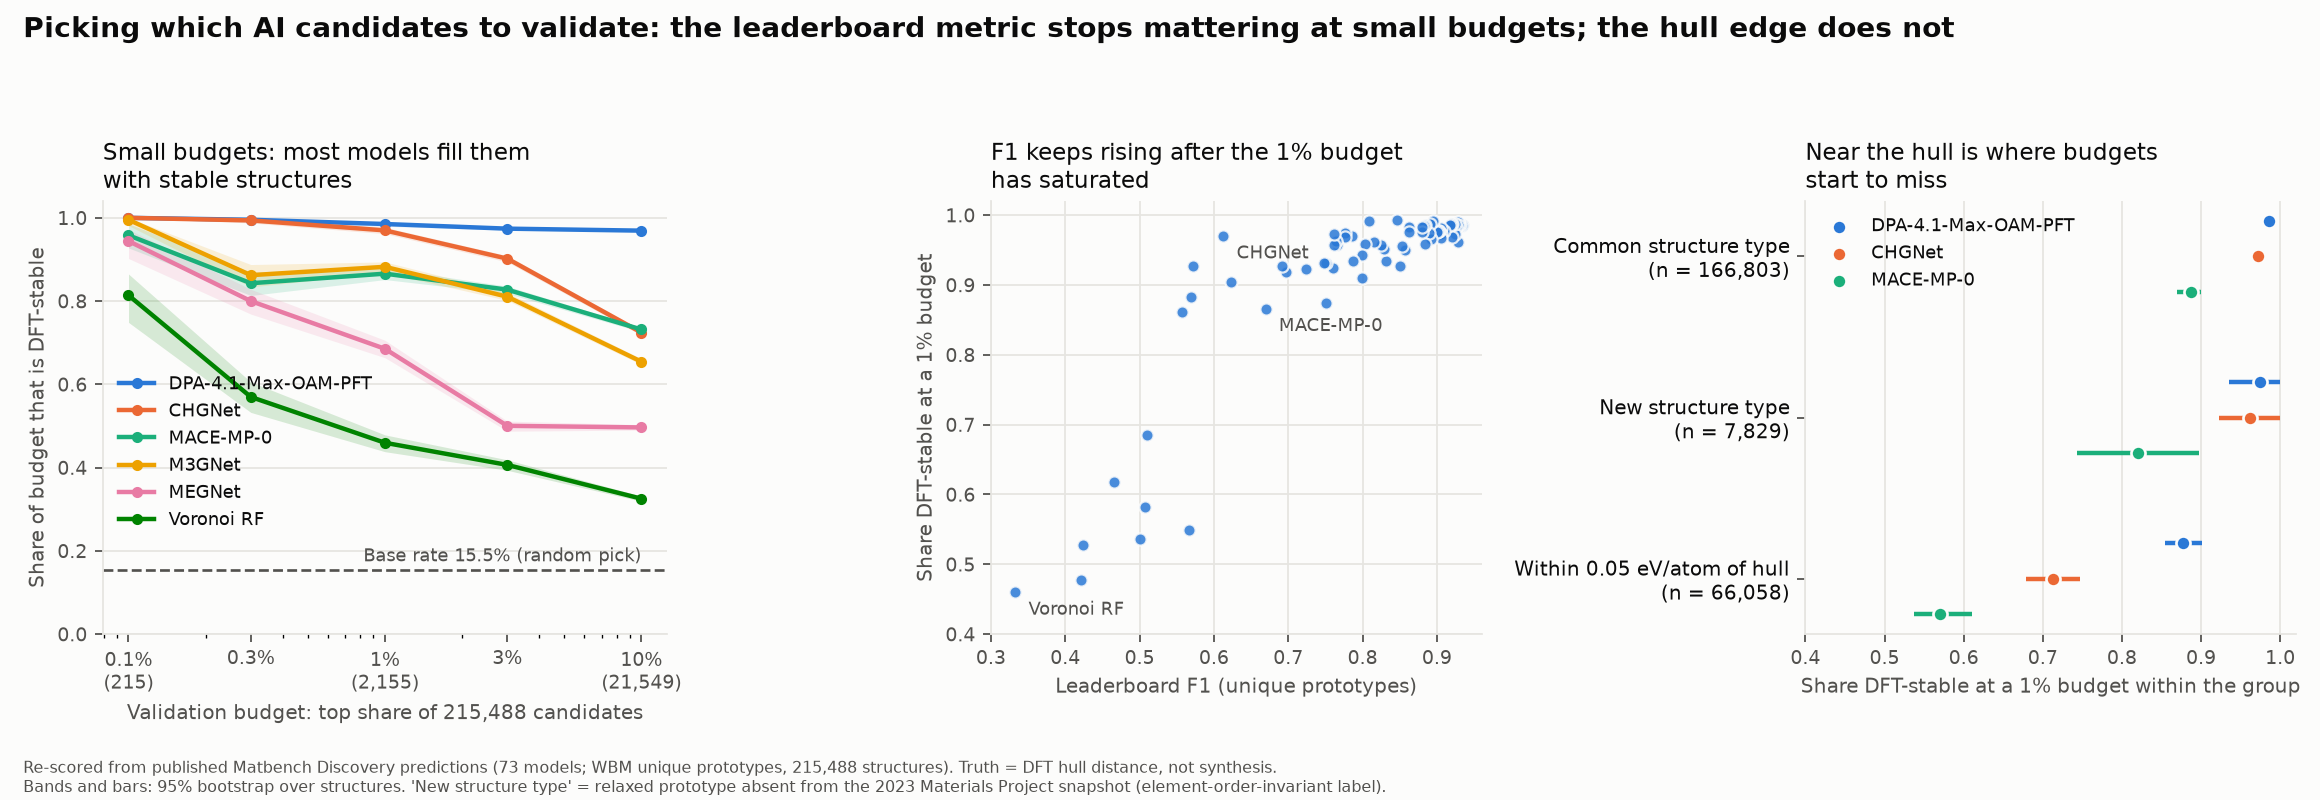 Picking which AI candidates to validate: the leaderboard metric stops mattering at small budgets; the hull edge does not
Small budgets: most models fill them
with stable structures
Share of budget that is DFT-stable
1.0
0.8
0.6
0.4
0.2
0.0
DPA-4.1-Max-OAM-PFT
CHGNet
MACE-MP-0
M3GNet
MEGNet
Voronoi RF
Base rate 15.5% (random pick)
0.1%
(215)
0.3%
1%
(2,155)
3%
10%
(21,549)
Validation budget: top share of 215,488 candidates
F1 keeps rising after the 1% budget
has saturated
Share DFT-stable at a 1% budget
1.0
0.9
0.8
0.7
0.6
0.5
0.4
CHGNet
MACE-MP-0
Voronoi RF
0.3
0.4
0.5
0.6
0.7
0.8
0.9
Leaderboard F1 (unique prototypes)
Near the hull is where budgets
start to miss
DPA-4.1-Max-OAM-PFT
CHGNet
MACE-MP-0
Common structure type
(n = 166,803)
New structure type
(n = 7,829)
Within 0.05 eV/atom of hull
(n = 66,058)
0.4
0.5
0.6
0.7
0.8
0.9
1.0
Share DFT-stable at a 1% budget within the group
Re-scored from published Matbench Discovery predictions (73 models; WBM unique prototypes, 215,488 structures). Truth = DFT hull distance, not synthesis.
Bands and bars: 95% bootstrap over structures. 'New structure type' = relaxed prototype absent from the 2023 Materials Project snapshot (element-order-invariant label).